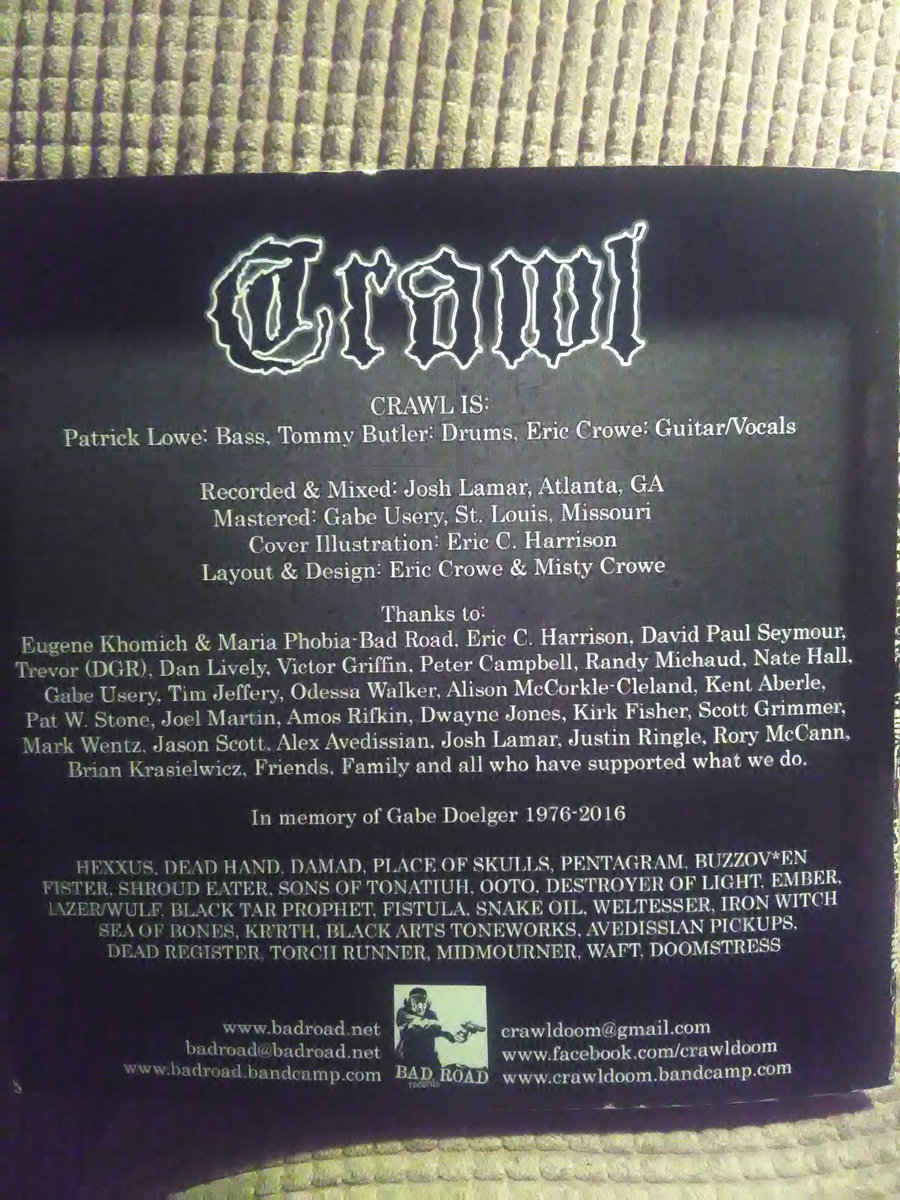 Crawl
CRAWL IS:
Patrick Lowe: Bass, Tommy Butler: Drums, Eric Crowe: Guitar/Vocals
Recorded & Mixed: Josh Lamar, Atlanta, GA
Mastered: Gabe Usery, St. Louis, Missouri
Cover Illustration: Eric C. Harrison
Layout & Design: Eric Crowe & Misty Crowe
Thanks to:
Eugene Khomich & Maria Phobia-Bad Road, Eric C. Harrison, David Paul Seymour,
Trevor (DGR), Dan Lively, Victor Griffin, Peter Campbell, Randy Michaud, Nate Hall,
Gabe Usery, Tim Jeffery, Odessa Walker, Alison McCorkle-Cleland, Kent Aberle,
Pat W. Stone, Joel Martin, Amos Rifkin, Dwayne Jones, Kirk Fisher, Scott Grimmer,
Mark Wentz, Jason Scott, Alex Avedissian, Josh Lamar, Justin Ringle, Rory McCann,
Brian Krasielwicz, Friends, Family and all who have supported what we do.
In memory of Gabe Doelger 1976-2016
HEXXUS, DEAD HAND, DAMAD, PLACE OF SKULLS, PENTAGRAM, BUZZOV*EN
FISTER, SHROUD EATER, SONS OF TONATIUH, OOTO, DESTROYER OF LIGHT, EMBER,
LAZER/WULF, BLACK TAR PROPHET, FISTULA, SNAKE OIL, WELTESSER, IRON WITCH
SEA OF BONES, KR'RTH, BLACK ARTS TONEWORKS, AVEDISSIAN PICKUPS,
DEAD REGISTER, TORCH RUNNER, MIDMOURNER, WAFT, DOOMSTRESS
www.badroad.net
badroad@badroad.net
www.badroad.bandcamp.com
BAD ROAD
records
crawldoom@gmail.com
www.facebook.com/crawldoom
www.crawldoom.bandcamp.com